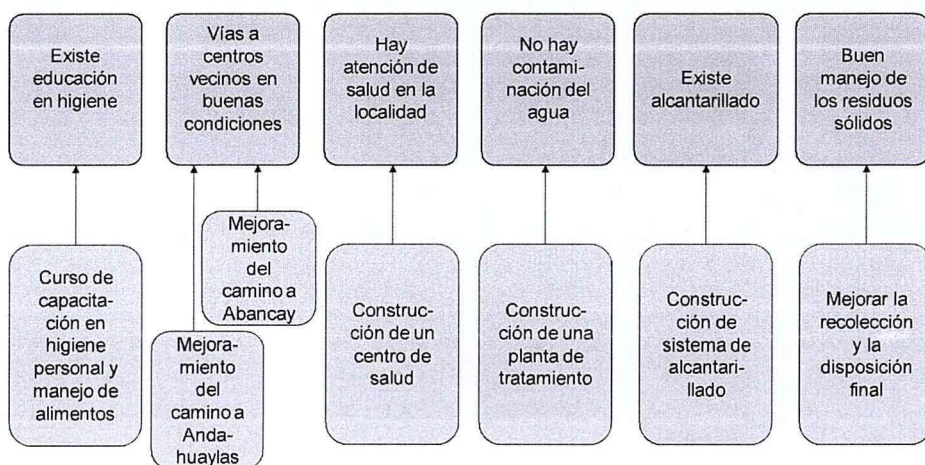 Existe
educación
en higiene
Vías a
centros
vecinos en
buenas
condiciones
Hay
atención de
salud en la
localidad
No hay
contami-
nación del
agua
Existe
alcantarillado
Buen
manejo de
los residuos
sólidos
Curso de
capacita-
ción en
higiene
personal y
manejo de
alimentos
Mejora-
miento
del
camino a
Anda-
huaylas
Mejora-
miento
del
camino a
Abancay
Construc-
ción de un
centro de
salud
Construc-
ción de una
planta de
tratamiento
Construc-
ción de
sistema de
alcantari-
llado
Mejorar la
recolección
y la
disposición
final